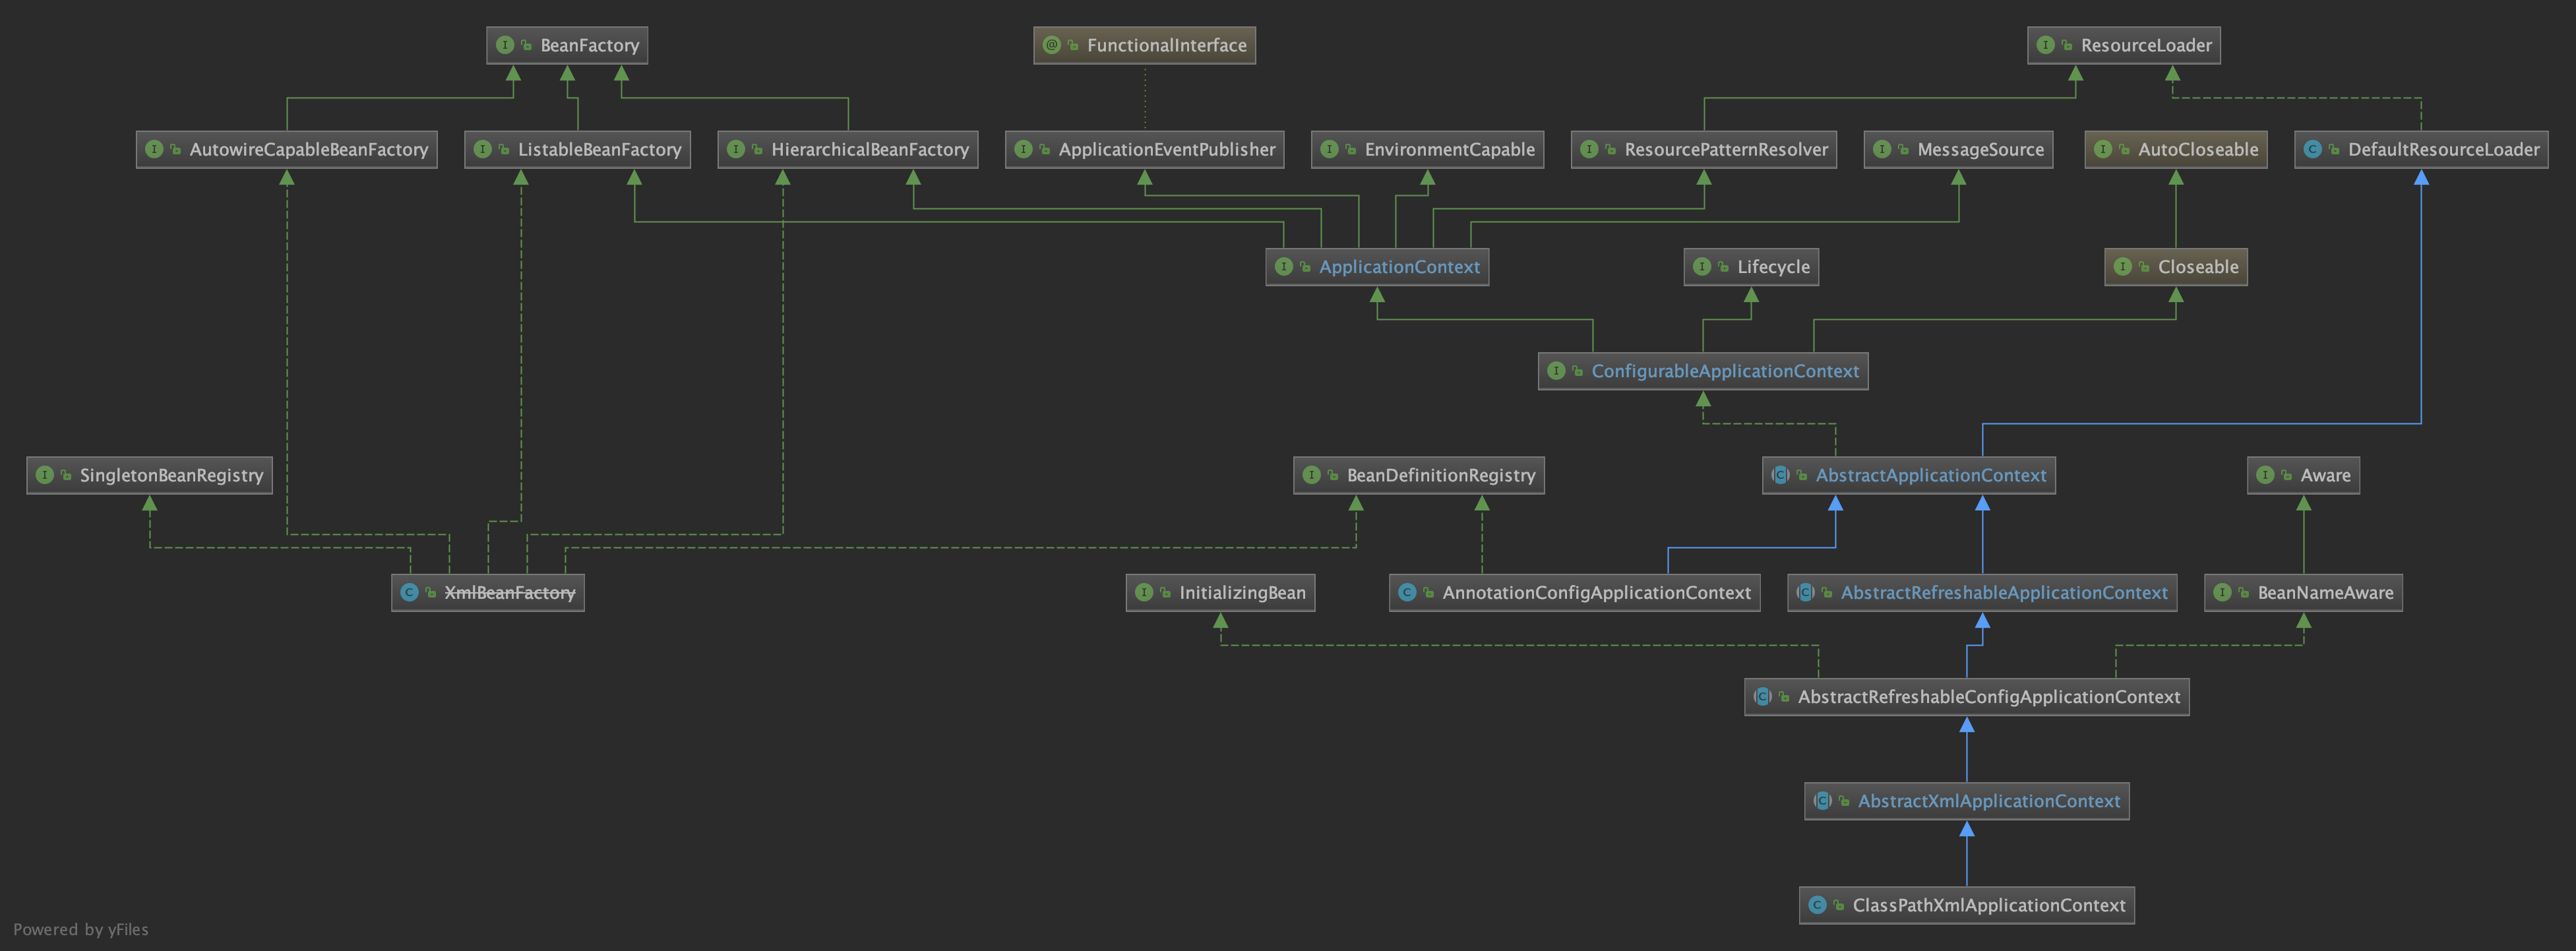 BeanFactory
FunctionalInterface
ResourceLoader
AutowireCapableBeanFactory
ListableBeanFactory
HierarchicalBeanFactory
ApplicationEventPublisher
EnvironmentCapable
ResourcePatternResolver
MessageSource
AutoCloseable
DefaultResourceLoader
ApplicationContext
Lifecycle
Closeable
ConfigurableApplicationContext
SingletonBeanRegistry
BeanDefinitionRegistry
AbstractApplicationContext
Aware
XmlBeanFactory
InitializingBean
AnnotationConfigApplicationContext
AbstractRefreshableApplicationContext
BeanNameAware
AbstractRefreshableConfigApplicationContext
AbstractXmlApplicationContext
ClassPathXmlApplicationContext
Powered by yFiles